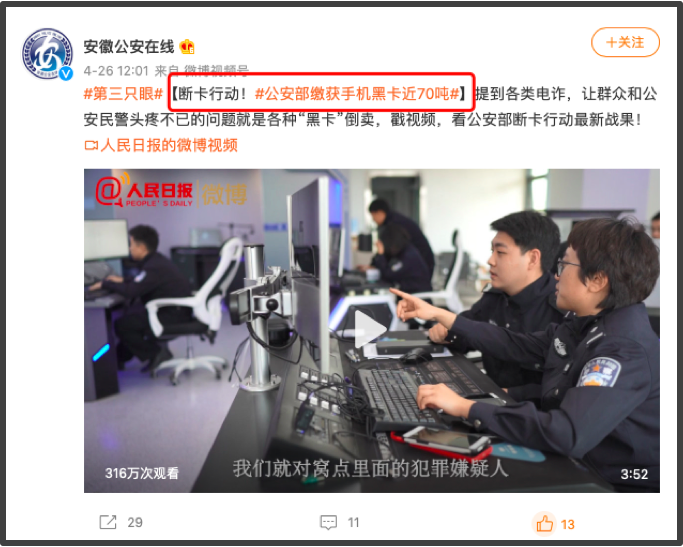 安徽公安在线
+关注
4-26 12:01 来自 微博视频号
#第三只眼#【断卡行动！#公安部缴获手机黑卡近70吨#】提到各类电诈，让群众和公
安民警头疼不已的问题就是各种“黑卡”倒卖，戳视频，看公安部断卡行动最新战果！
人民日报的微博视频
人民日报 微博
PEOPLE'S DAILY
我们就对窝点里面的犯罪嫌疑人
316万次观看
3:52
29
11
13